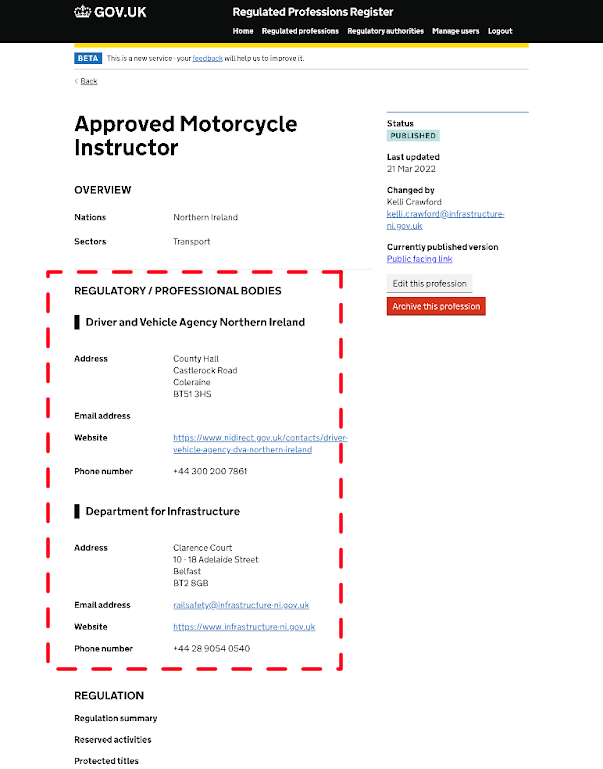 GOV.UK
Regulated Professions Register
Home Regulated professions Regulatory authorities Manage users Logout
BETA This is a new service - your feedback will help us to improve it.
< Back
Approved Motorcycle
Instructor
OVERVIEW
Nations Northern Ireland
Sectors Transport
Status
PUBLISHED
Last updated
21 Mar 2022
Changed by
Kelli Crawford
kelli.crawford@infrastructure-
ni.gov.uk
Currently published version
Public facing link
Edit this profession
Archive this profession
REGULATORY / PROFESSIONAL BODIES
Driver and Vehicle Agency Northern Ireland
Address County Hall
Castlerock Road
Coleraine
BT51 3HS
Email address
Website https://www.nidirect.gov.uk/contacts/driver-
vehicle-agency-dva-northern-ireland
Phone number +44 300 200 7861
Department for Infrastructure
Address Clarence Court
10 - 18 Adelaide Street
Belfast
BT2 8GB
Email address railsafety@infrastructure-ni.gov.uk
Website https://www.infrastructure-ni.gov.uk
Phone number +44 28 9054 0540
REGULATION
Regulation summary
Reserved activities
Protected titles